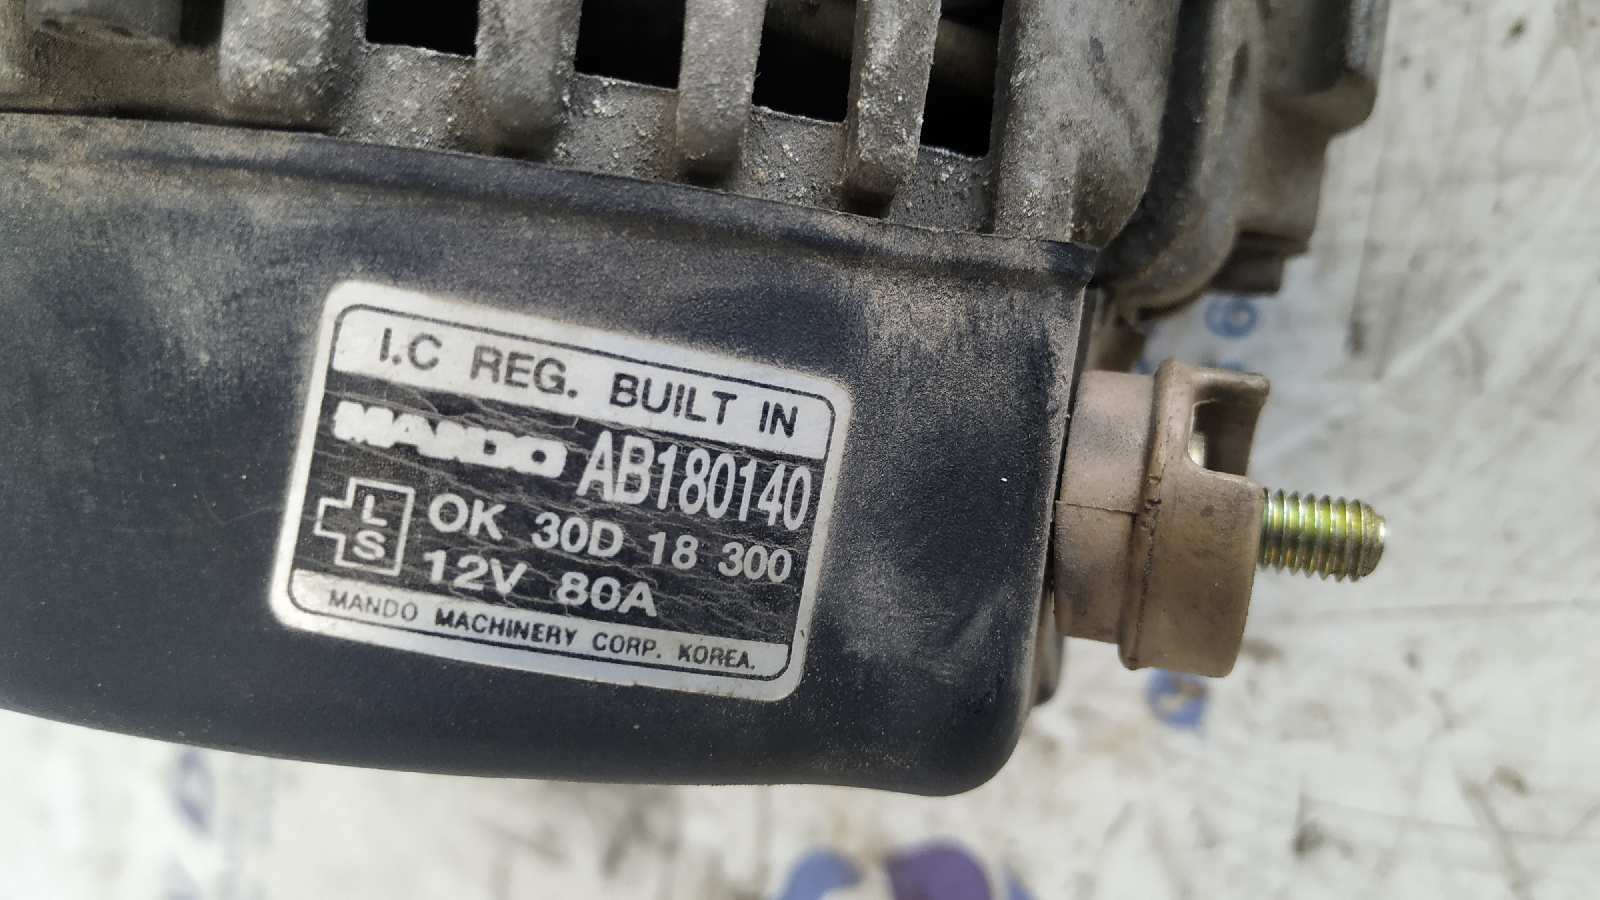 I.C REG. BUILT IN
MANDO AB180140
L OK 30D 18 300
S 12V 80A
MANDO MACHINERY CORP. KOREA.